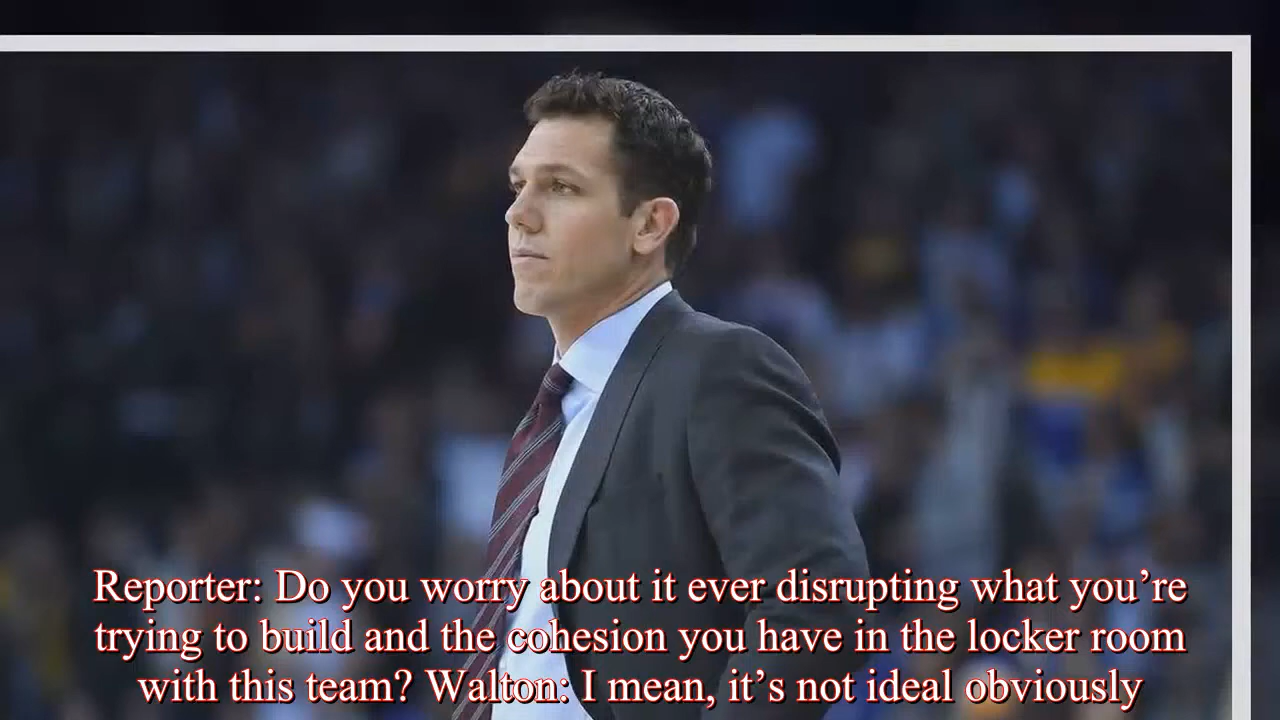 Reporter: Do you worry about it ever disrupting what you’re
trying to build and the cohesion you have in the locker room
with this team? Walton: I mean, it’s not ideal obviously